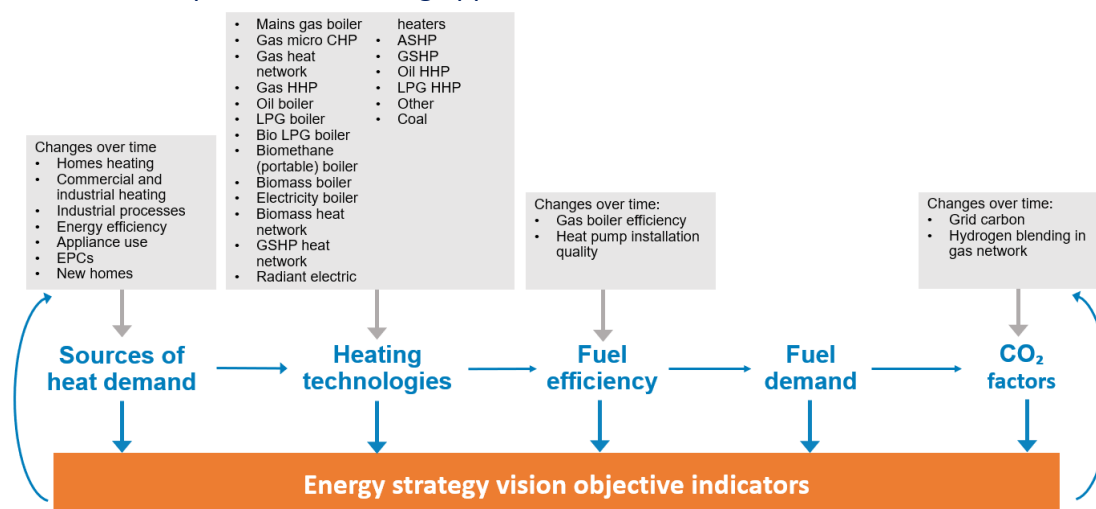 • Mains gas boiler
• Gas micro CHP
• Gas heat
network
• Gas HHP
• Oil boiler
• LPG boiler
• Bio LPG boiler
• Biomethane
(portable) boiler
• Biomass boiler
• Electricity boiler
• Biomass heat
network
• GSHP heat
network
• Radiant electric
heaters
• ASHP
• GSHP
• Oil HHP
• LPG HHP
• Other
• Coal
Changes over time
• Homes heating
• Commercial and
industrial heating
• Industrial processes
• Energy efficiency
• Appliance use
• EPCs
• New homes
Changes over time:
• Gas boiler efficiency
• Heat pump installation
quality
Changes over time:
• Grid carbon
• Hydrogen blending in
gas network
Sources of
heat demand
Heating
technologies
Fuel
efficiency
Fuel
demand
CO₂
factors
Energy strategy vision objective indicators